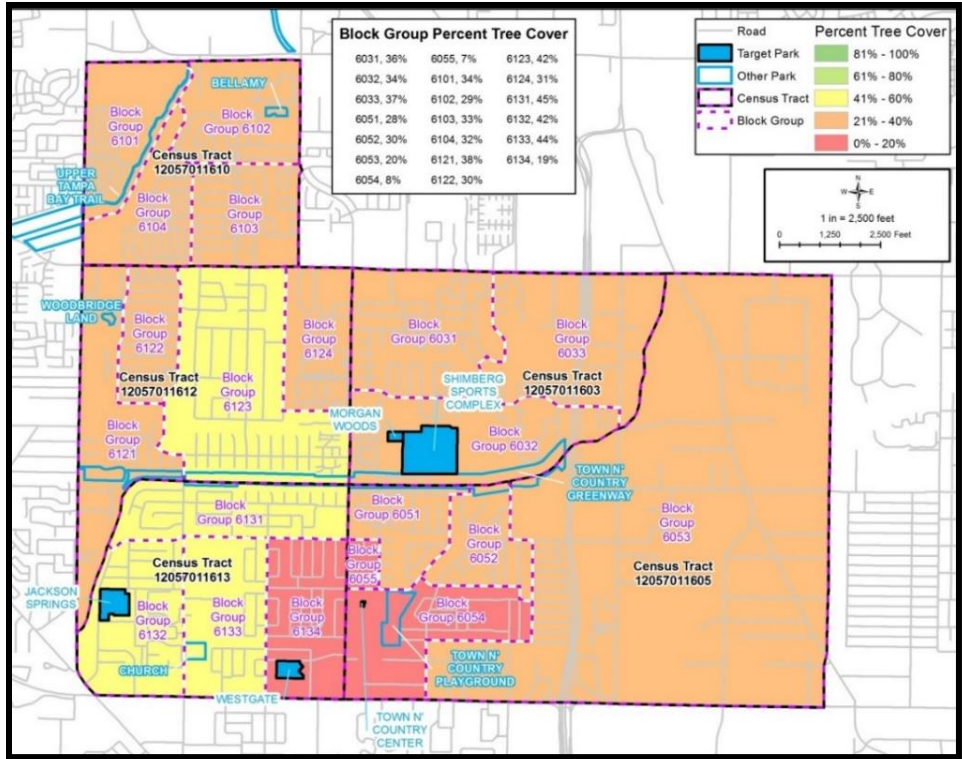 Block Group Percent Tree Cover
6031, 36% 6055, 7% 6123, 42%
6032, 34% 6101, 34% 6124, 31%
6033, 37% 6102, 29% 6131, 45%
6051, 28% 6103, 33% 6132, 42%
6052, 30% 6104, 32% 6133, 44%
6053, 20% 6121, 38% 6134, 19%
6054, 8% 6122, 30%
Road
Target Park
Other Park
Census Tract
Block Group
Percent Tree Cover
81% - 100%
61% - 80%
41% - 60%
21% - 40%
0% - 20%
N
W E
S
1 in = 2,500 feet
0 1,250 2,500 Feet
BELLAMY
Block
Group
6101
Block
Group 6102
Census Tract
12057011610
UPPER
TAMPA
BAY TRAIL
Block
Group
6104
Block
Group
6103
WOODBRIDGE
LAND
Block
Group
6122
Block
Group
6124
Block
Group 6031
Block
Group
6033
Census Tract
12057011612
Block
Group
6123
Census Tract
12057011603
SHIMBERG
SPORTS
COMPLEX
MORGAN
WOODS
Block
Group
6121
Block
Group 6032
TOWN N'
COUNTRY
GREENWAY
Block
Group 6131
Block
Group 6051
Block
Group
6052
Block
Group
6053
Block
Group
6055
Census Tract
12057011613
Census Tract
12057011605
JACKSON
SPRINGS
Block
Group
6132
Block
Group
6133
Block
Group
6134
Block
Group 6054
CHURCH
WESTGATE
TOWN N'
COUNTRY
PLAYGROUND
TOWN N'
COUNTRY
CENTER